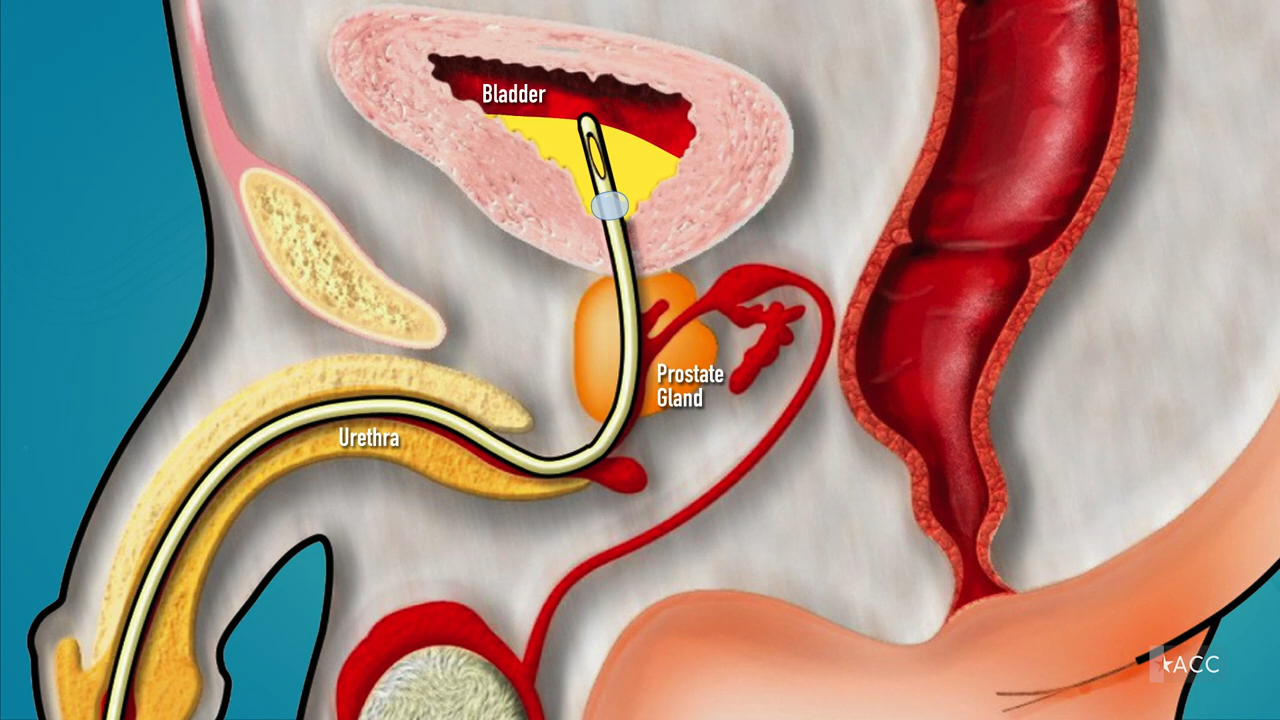 Bladder
Prostate
Gland
Urethra
ACC